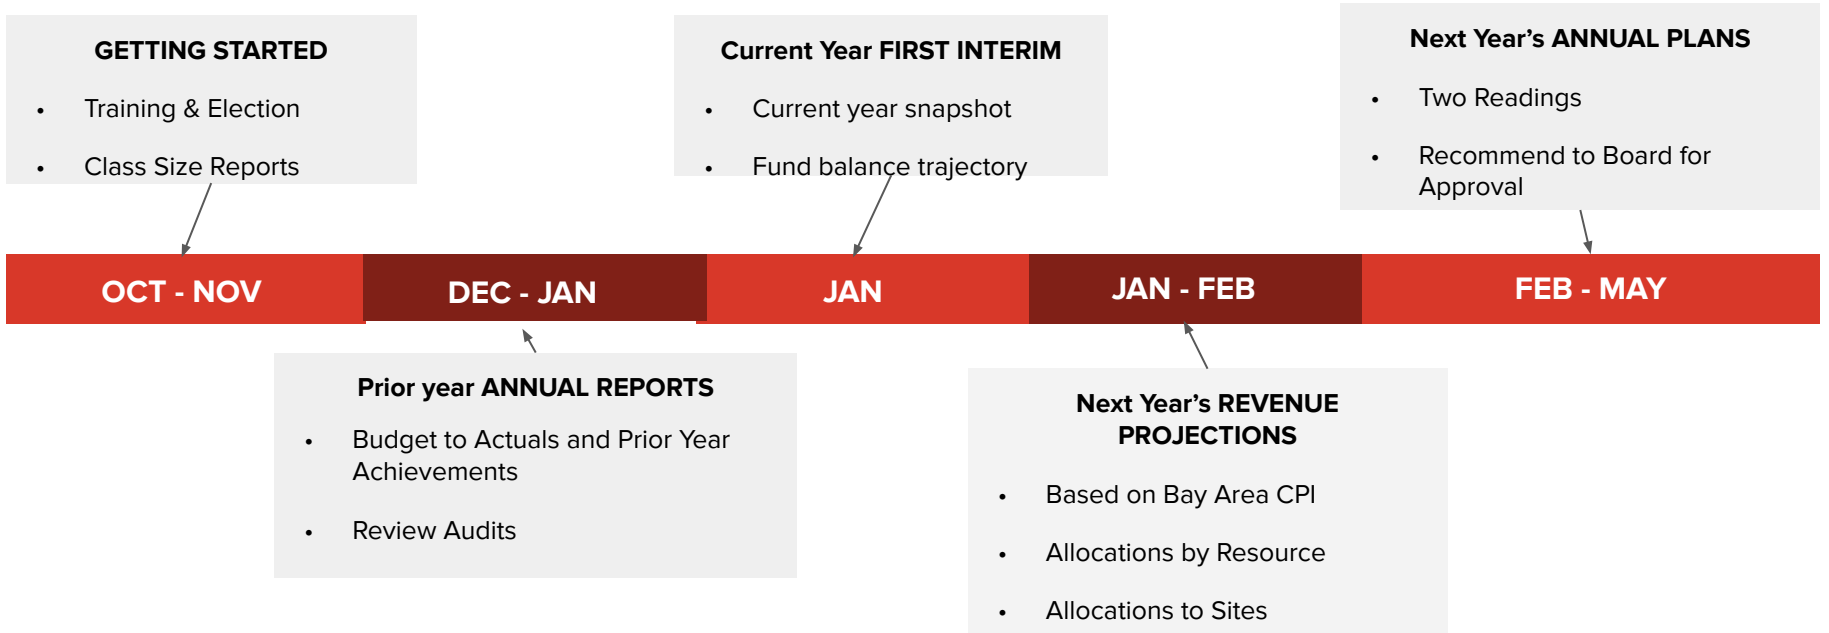 GETTING STARTED
• Training & Election
• Class Size Reports
Current Year FIRST INTERIM
• Current year snapshot
• Fund balance trajectory
Next Year’s ANNUAL PLANS
• Two Readings
• Recommend to Board for
Approval
OCT - NOV
DEC - JAN
JAN
JAN - FEB
FEB - MAY
Prior year ANNUAL REPORTS
• Budget to Actuals and Prior Year
Achievements
• Review Audits
Next Year’s REVENUE
PROJECTIONS
• Based on Bay Area CPI
• Allocations by Resource
• Allocations to Sites